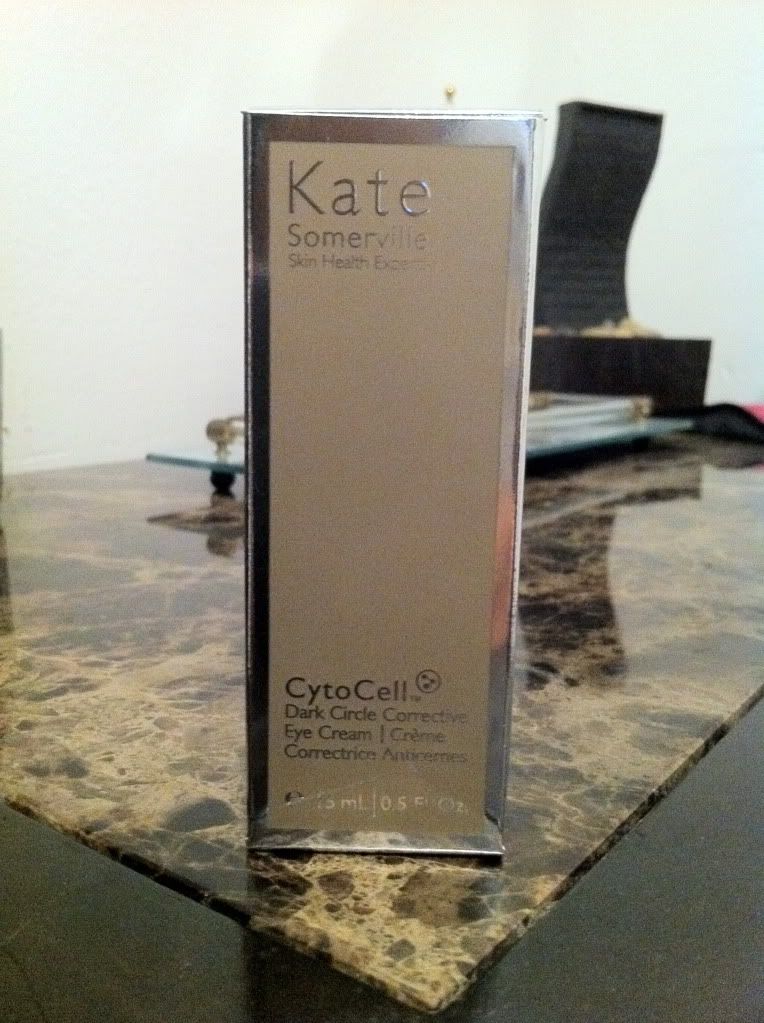 Kate
Somerville
Skin Health Experts
CytoCell™
Dark Circle Corrective
Eye Cream | Crème
Correctrice Anticernes
℮ 15 mL | 0.5 Fl Oz.